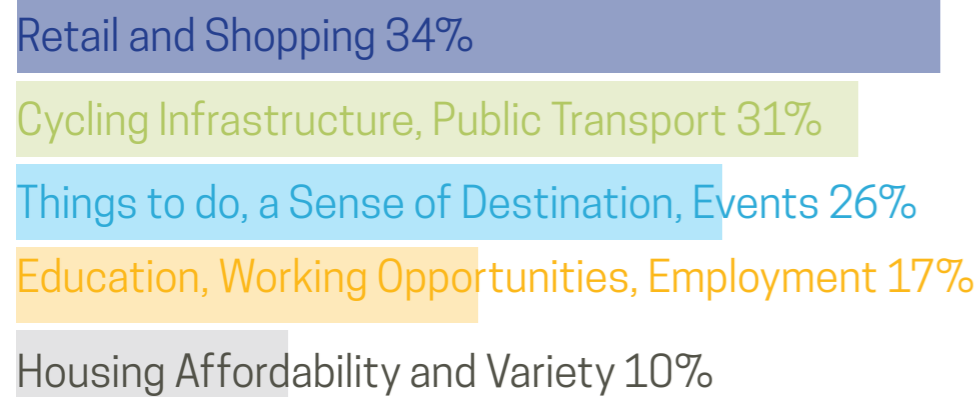 Retail and Shopping 34%
Cycling Infrastructure, Public Transport 31%
Things to do, a Sense of Destination, Events 26%
Education, Working Opportunities, Employment 17%
Housing Affordability and Variety 10%